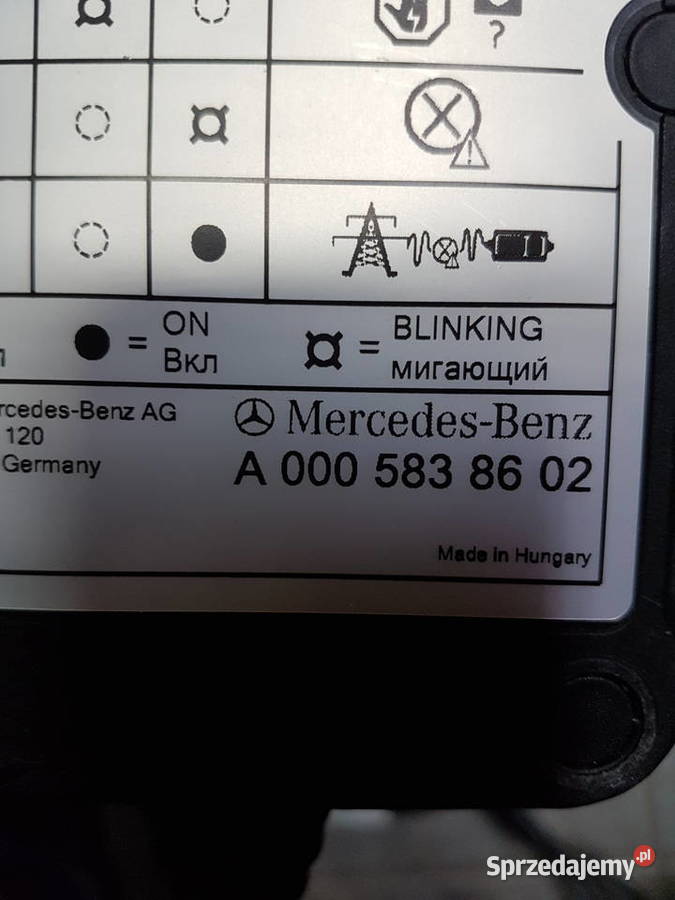 ?
= ON
Вкл
= BLINKING
мигающий
rcedes-Benz AG
120
Germany
Mercedes-Benz
A 000 583 86 02
Made in Hungary
Sprzedajemy.pl